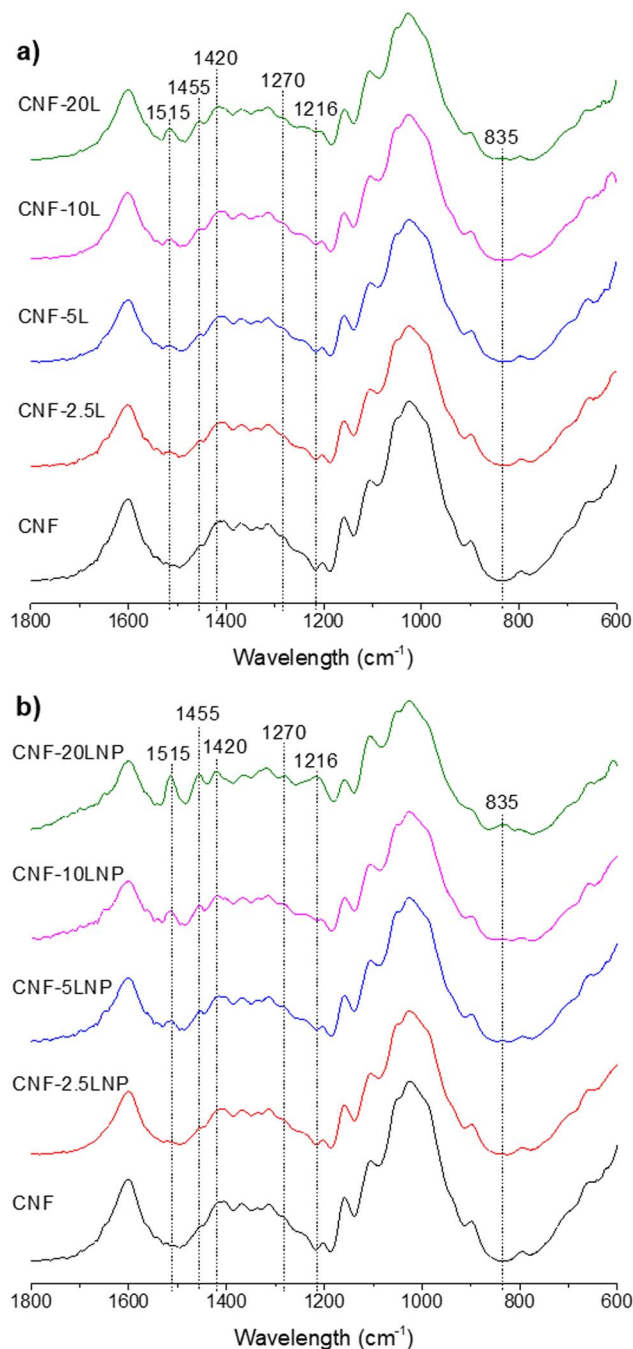 a)
1420
1455
1270
1515
1216
835
CNF-20L
CNF-10L
CNF-5L
CNF-2.5L
CNF
1800 1600 1400 1200 1000 800 600
Wavelength (cm⁻¹)
b)
1455
1420
1270
1515
1216
835
CNF-20LNP
CNF-10LNP
CNF-5LNP
CNF-2.5LNP
CNF
1800 1600 1400 1200 1000 800 600
Wavelength (cm⁻¹)